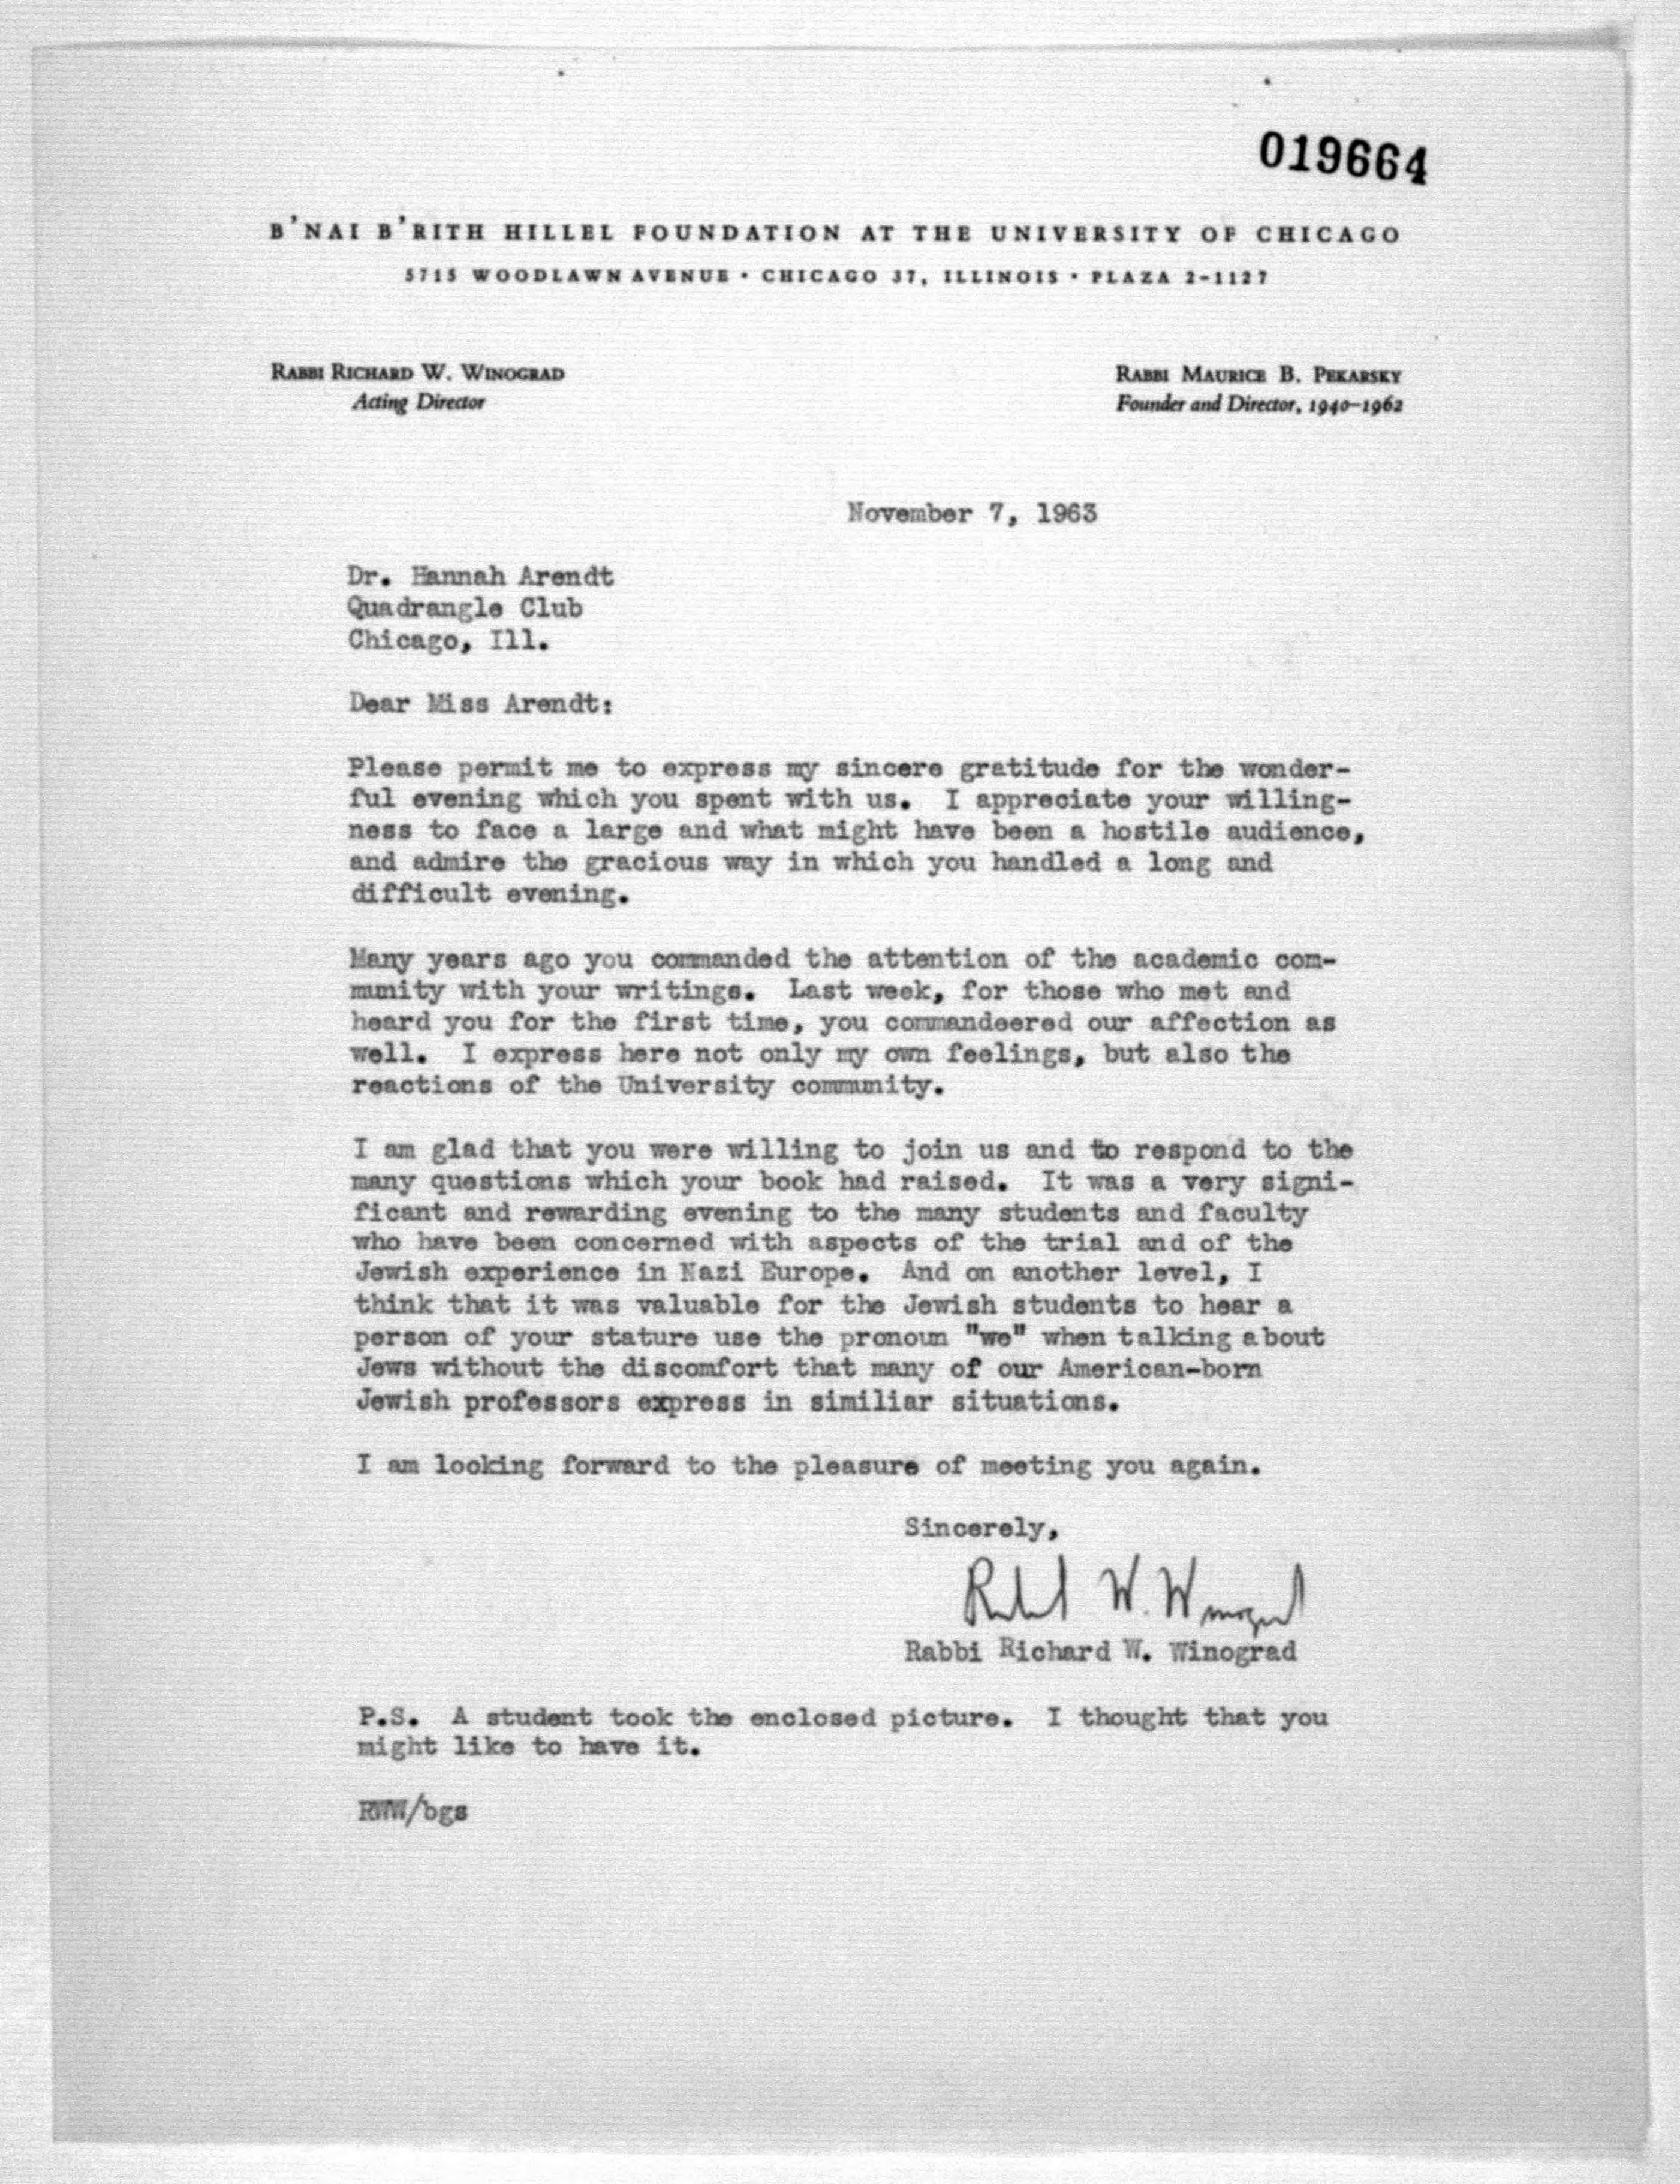 019664
B'NAI B'RITH HILLEL FOUNDATION AT THE UNIVERSITY OF CHICAGO
5715 WOODLAWN AVENUE • CHICAGO 37, ILLINOIS • PLAZA 2-1127
RABBI RICHARD W. WINOGRAD
Acting Director
RABBI MAURICE B. PEKARSKY
Founder and Director, 1940–1962
November 7, 1963
Dr. Hannah Arendt
Quadrangle Club
Chicago, Ill.
Dear Miss Arendt:
Please permit me to express my sincere gratitude for the wonder-
ful evening which you spent with us. I appreciate your willing-
ness to face a large and what might have been a hostile audience,
and admire the gracious way in which you handled a long and
difficult evening.
Many years ago you commanded the attention of the academic com-
munity with your writings. Last week, for those who met and
heard you for the first time, you commandeered our affection as
well. I express here not only my own feelings, but also the
reactions of the University community.
I am glad that you were willing to join us and to respond to the
many questions which your book had raised. It was a very signi-
ficant and rewarding evening to the many students and faculty
who have been concerned with aspects of the trial and of the
Jewish experience in Nazi Europe. And on another level, I
think that it was valuable for the Jewish students to hear a
person of your stature use the pronoun "we" when talking about
Jews without the discomfort that many of our American-born
Jewish professors express in similiar situations.
I am looking forward to the pleasure of meeting you again.
Sincerely,
Richard W. Winograd
Rabbi Richard W. Winograd
P.S. A student took the enclosed picture. I thought that you
might like to have it.
RWW/bgs